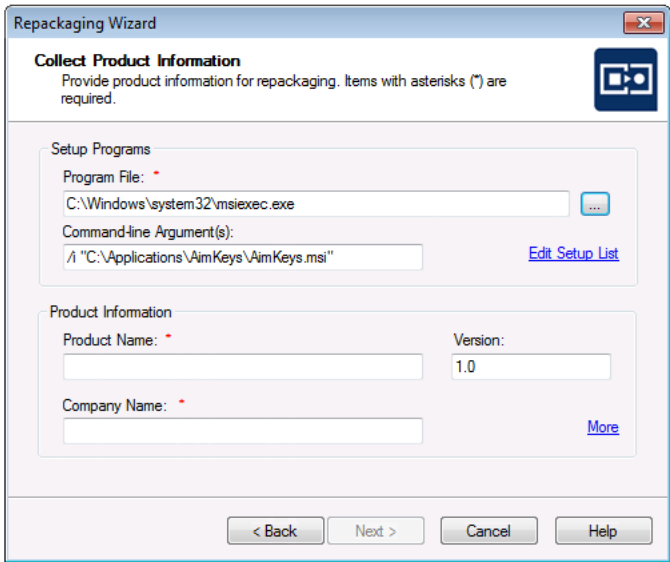 Repackaging Wizard
Collect Product Information
Provide product information for repackaging. Items with asterisks (*) are
required.
Setup Programs
Program File: *
C:\Windows\system32\msiexec.exe
...
Command-line Argument(s):
/i "C:\Applications\AimKeys\AimKeys.msi"
Edit Setup List
Product Information
Product Name: *
Version:
1.0
Company Name: *
More
< Back
Next >
Cancel
Help